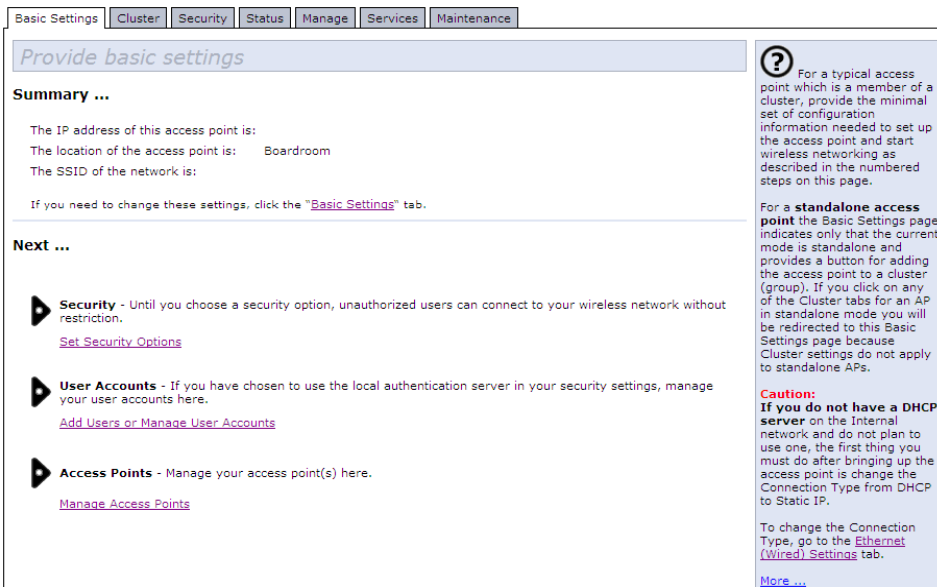 Basic Settings Cluster Security Status Manage Services Maintenance
Provide basic settings
Summary ...
The IP address of this access point is:
The location of the access point is: Boardroom
The SSID of the network is:
If you need to change these settings, click the "Basic Settings" tab.
Next ...
Security - Until you choose a security option, unauthorized users can connect to your wireless network without
restriction.
Set Security Options
User Accounts - If you have chosen to use the local authentication server in your security settings, manage
your user accounts here.
Add Users or Manage User Accounts
Access Points - Manage your access point(s) here.
Manage Access Points
? For a typical access
point which is a member of a
cluster, provide the minimal
set of configuration
information needed to set up
the access point and start
wireless networking as
described in the numbered
steps on this page.
For a standalone access
point the Basic Settings page
indicates only that the current
mode is standalone and
provides a button for adding
the access point to a cluster
(group). If you click on any
of the Cluster tabs for an AP
in standalone mode you will
be redirected to this Basic
Settings page because
Cluster settings do not apply
to standalone APs.
Caution:
If you do not have a DHCP
server on the Internal
network and do not plan to
use one, the first thing you
must do after bringing up the
access point is change the
Connection Type from DHCP
to Static IP.
To change the Connection
Type, go to the Ethernet
(Wired) Settings tab.
More ...